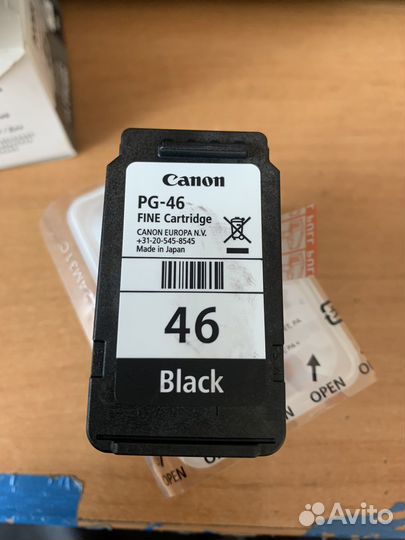 Canon
PG-46
FINE Cartridge
CANON EUROPA N.V.
+31-20-545-8545
Made in Japan
46
Black
OPEN
OPEN
OPEN
Avito